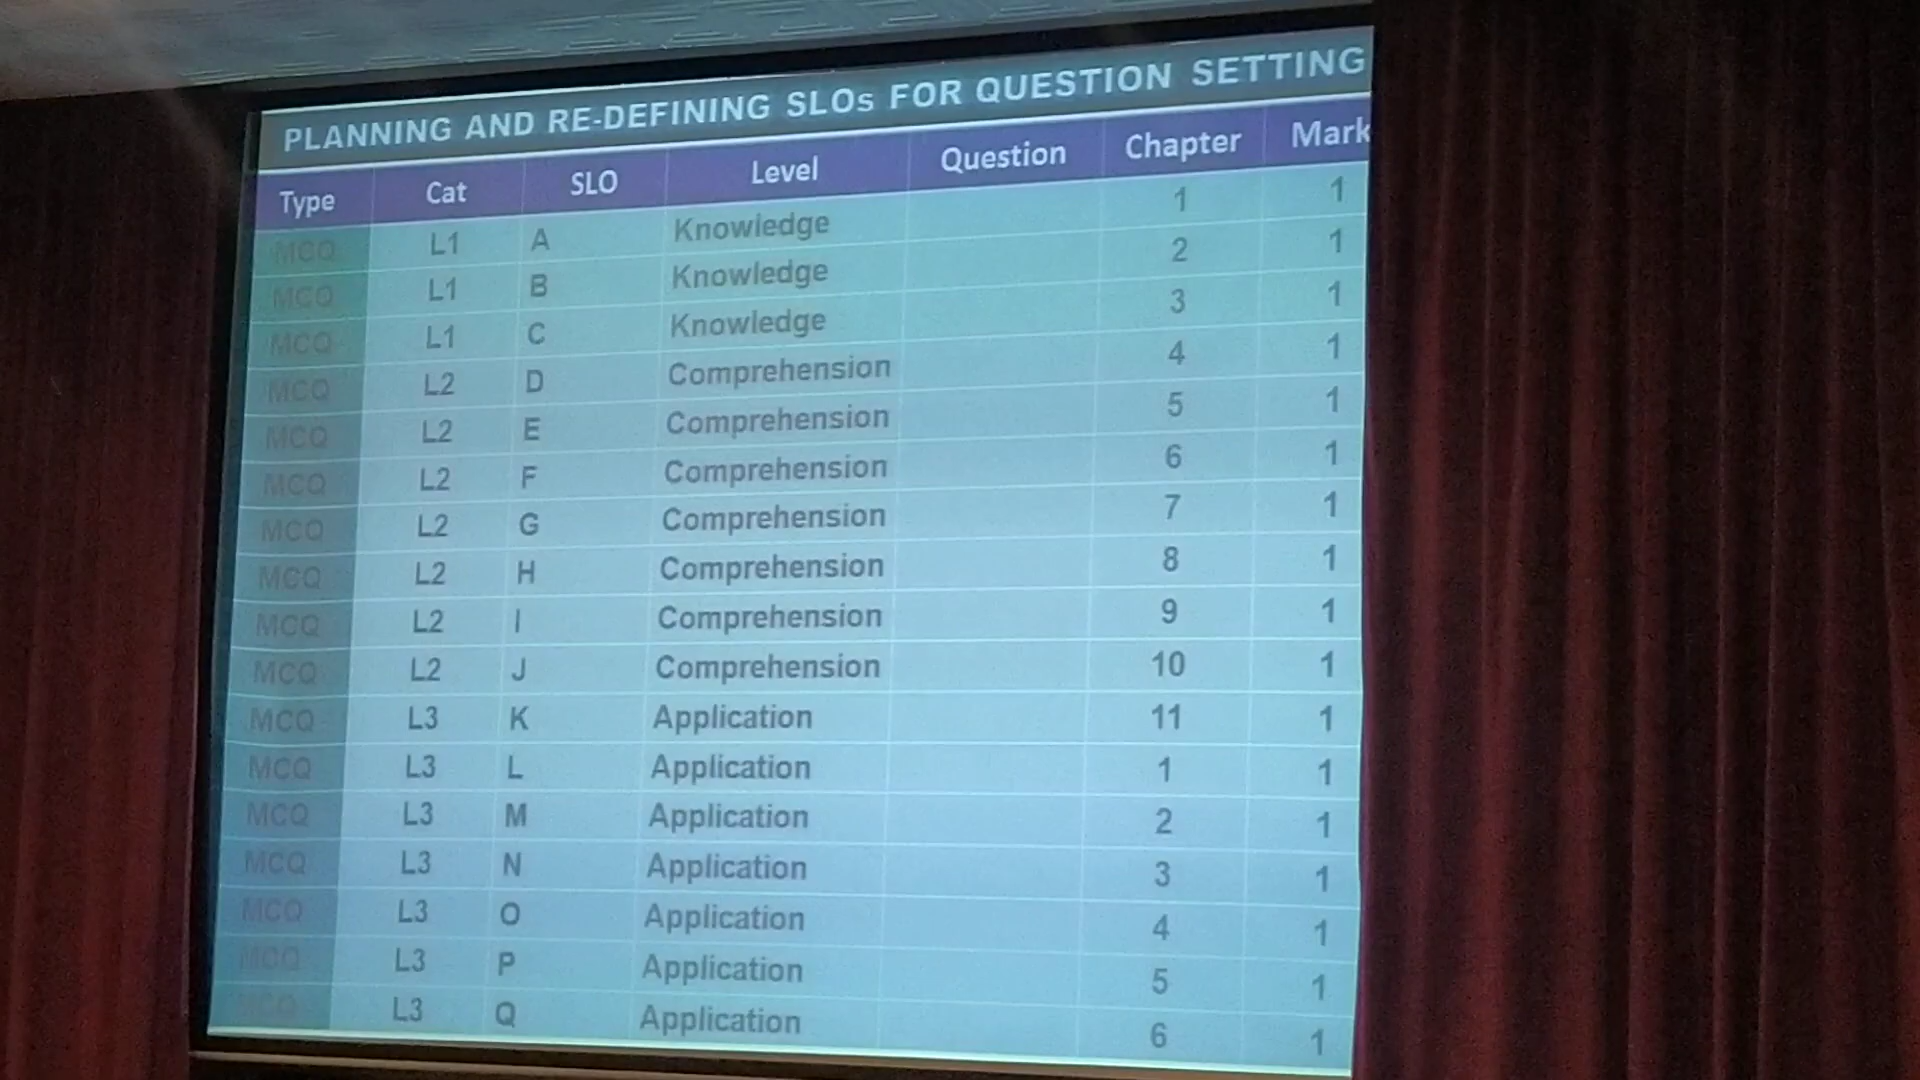 PLANNING AND RE-DEFINING SLOs FOR QUESTION SETTING
Type Cat SLO Level Question Chapter Mark
MCQ L1 A Knowledge 1 1
MCQ L1 B Knowledge 2 1
MCQ L1 C Knowledge 3 1
MCQ L2 D Comprehension 4 1
MCQ L2 E Comprehension 5 1
MCQ L2 F Comprehension 6 1
MCQ L2 G Comprehension 7 1
MCQ L2 H Comprehension 8 1
MCQ L2 I Comprehension 9 1
MCQ L2 J Comprehension 10 1
MCQ L3 K Application 11 1
MCQ L3 L Application 1 1
MCQ L3 M Application 2 1
MCQ L3 N Application 3 1
MCQ L3 O Application 4 1
MCQ L3 P Application 5 1
MCQ L3 Q Application 6 1